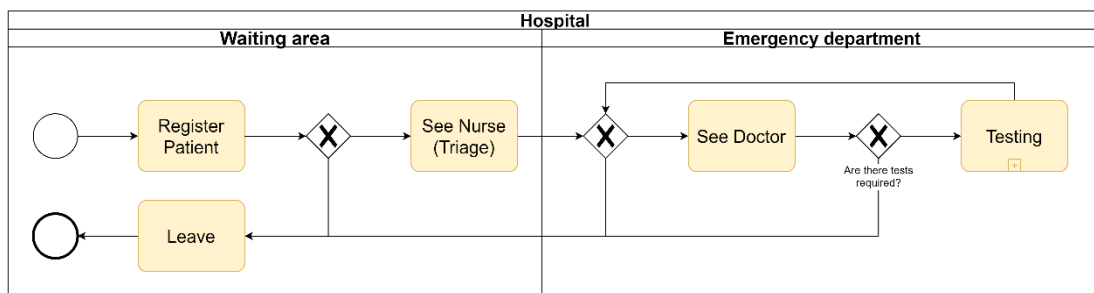 Hospital
Waiting area
Emergency department
Register
Patient
See Nurse
(Triage)
See Doctor
Testing
Are there tests
required?
Leave